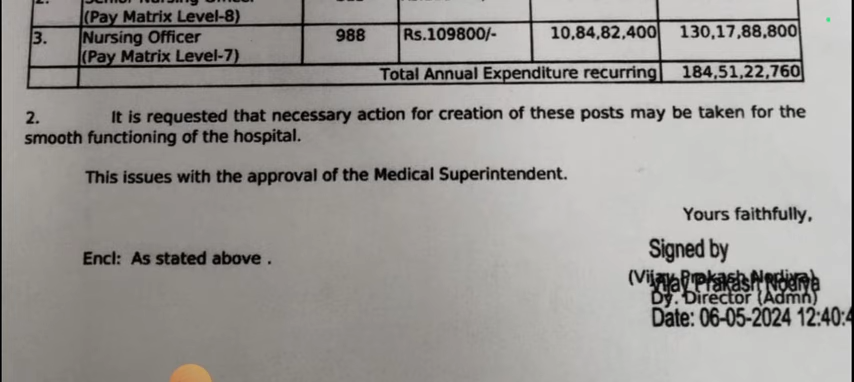 2.
(Pay Matrix Level-8)
3. Nursing Officer 988 Rs.109800/- 10,84,82,400 130,17,88,800
(Pay Matrix Level-7)
Total Annual Expenditure recurring 184,51,22,760
2. It is requested that necessary action for creation of these posts may be taken for the
smooth functioning of the hospital.
This issues with the approval of the Medical Superintendent.
Yours faithfully,
Signed by
Encl: As stated above .
(Vijay Prakash
Dy. Director (Admn)
Date: 06-05-2024 12:40:4